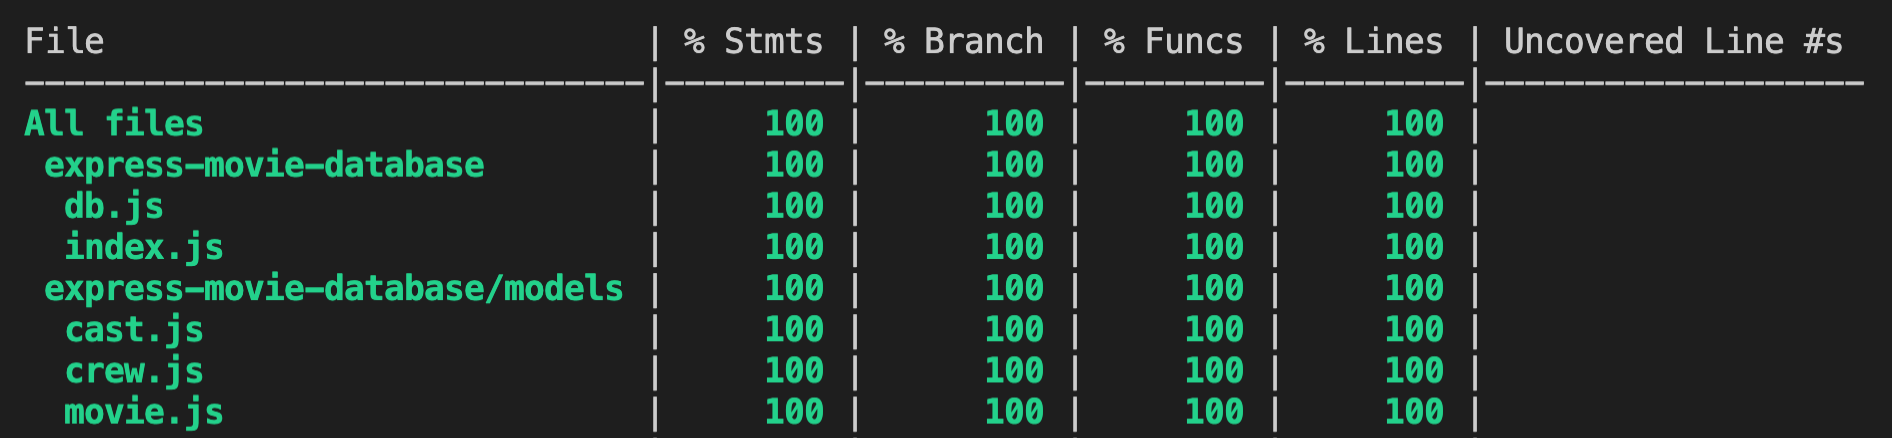 File | % Stmts | % Branch | % Funcs | % Lines | Uncovered Line #s
-------------------------------|---------|----------|---------|---------|-------------------
All files | 100 | 100 | 100 | 100 |
express-movie-database | 100 | 100 | 100 | 100 |
db.js | 100 | 100 | 100 | 100 |
index.js | 100 | 100 | 100 | 100 |
express-movie-database/models | 100 | 100 | 100 | 100 |
cast.js | 100 | 100 | 100 | 100 |
crew.js | 100 | 100 | 100 | 100 |
movie.js | 100 | 100 | 100 | 100 |